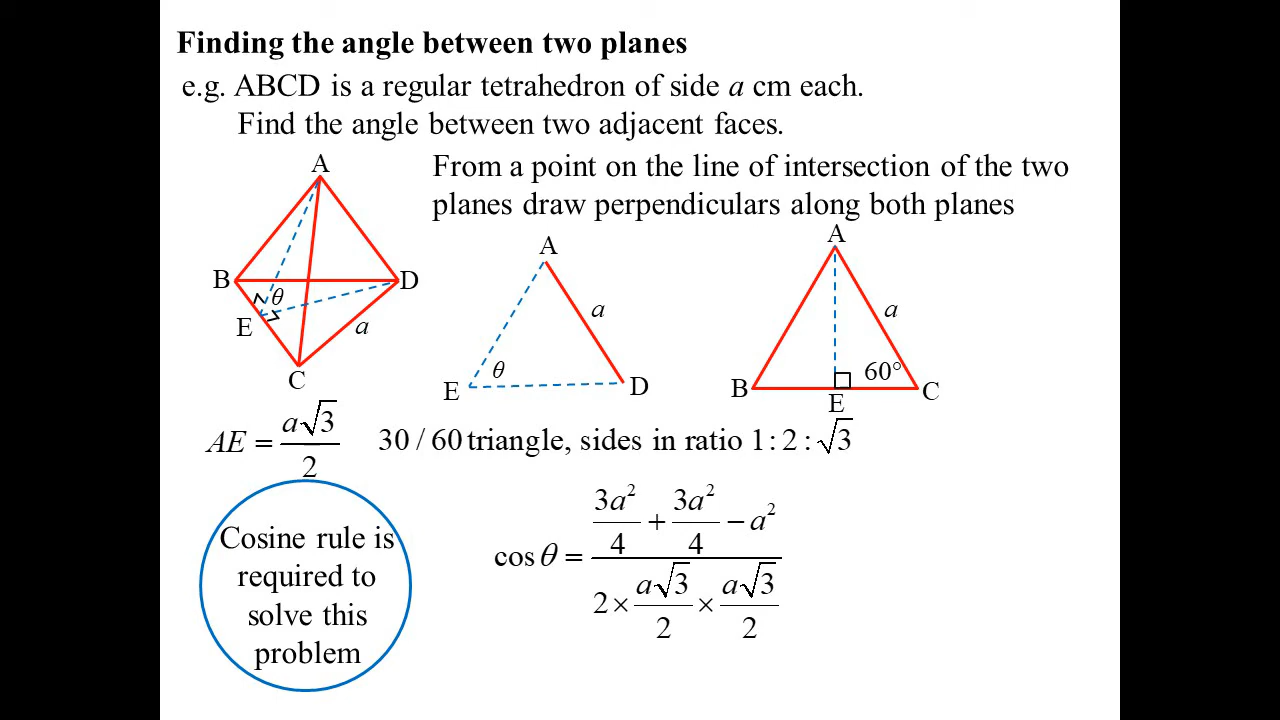 Finding the angle between two planes
e.g. ABCD is a regular tetrahedron of side a cm each.
Find the angle between two adjacent faces.
From a point on the line of intersection of the two
planes draw perpendiculars along both planes
A
B
θ
D
E
a
C
A
a
θ
E
D
A
a
60°
B
E
C
AE = a√3 / 2
30 / 60 triangle, sides in ratio 1 : 2 : √3
Cosine rule is
required to
solve this
problem
cos θ = (3a²/4 + 3a²/4 − a²) / (2 × a√3/2 × a√3/2)